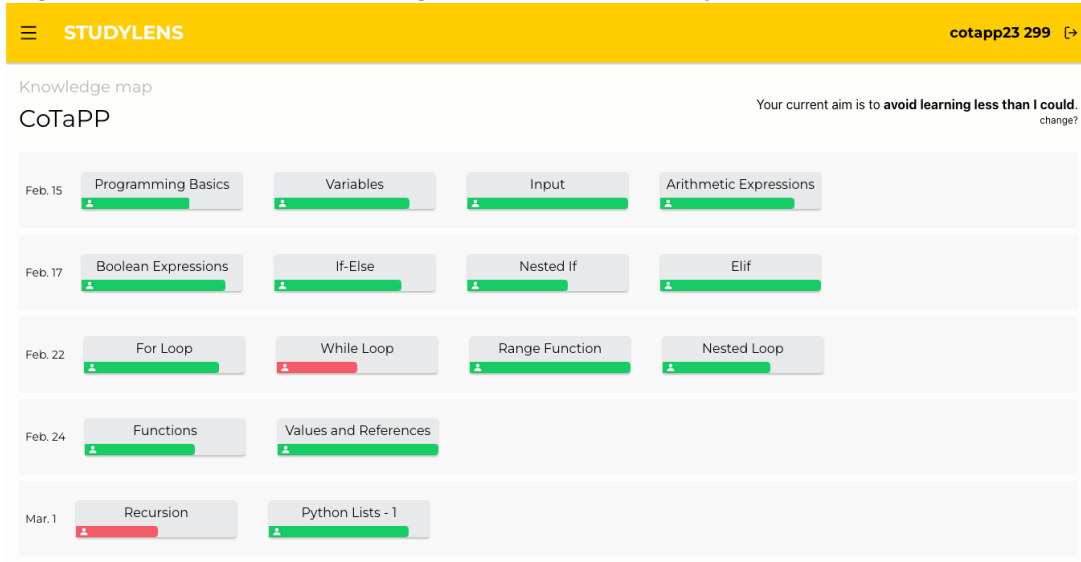 STUDYLENS
cotapp23 299
Knowledge map
CoTaPP
Your current aim is to avoid learning less than I could.
change?
Feb. 15 Programming Basics Variables Input Arithmetic Expressions
Feb. 17 Boolean Expressions If-Else Nested If Elif
Feb. 22 For Loop While Loop Range Function Nested Loop
Feb. 24 Functions Values and References
Mar. 1 Recursion Python Lists - 1